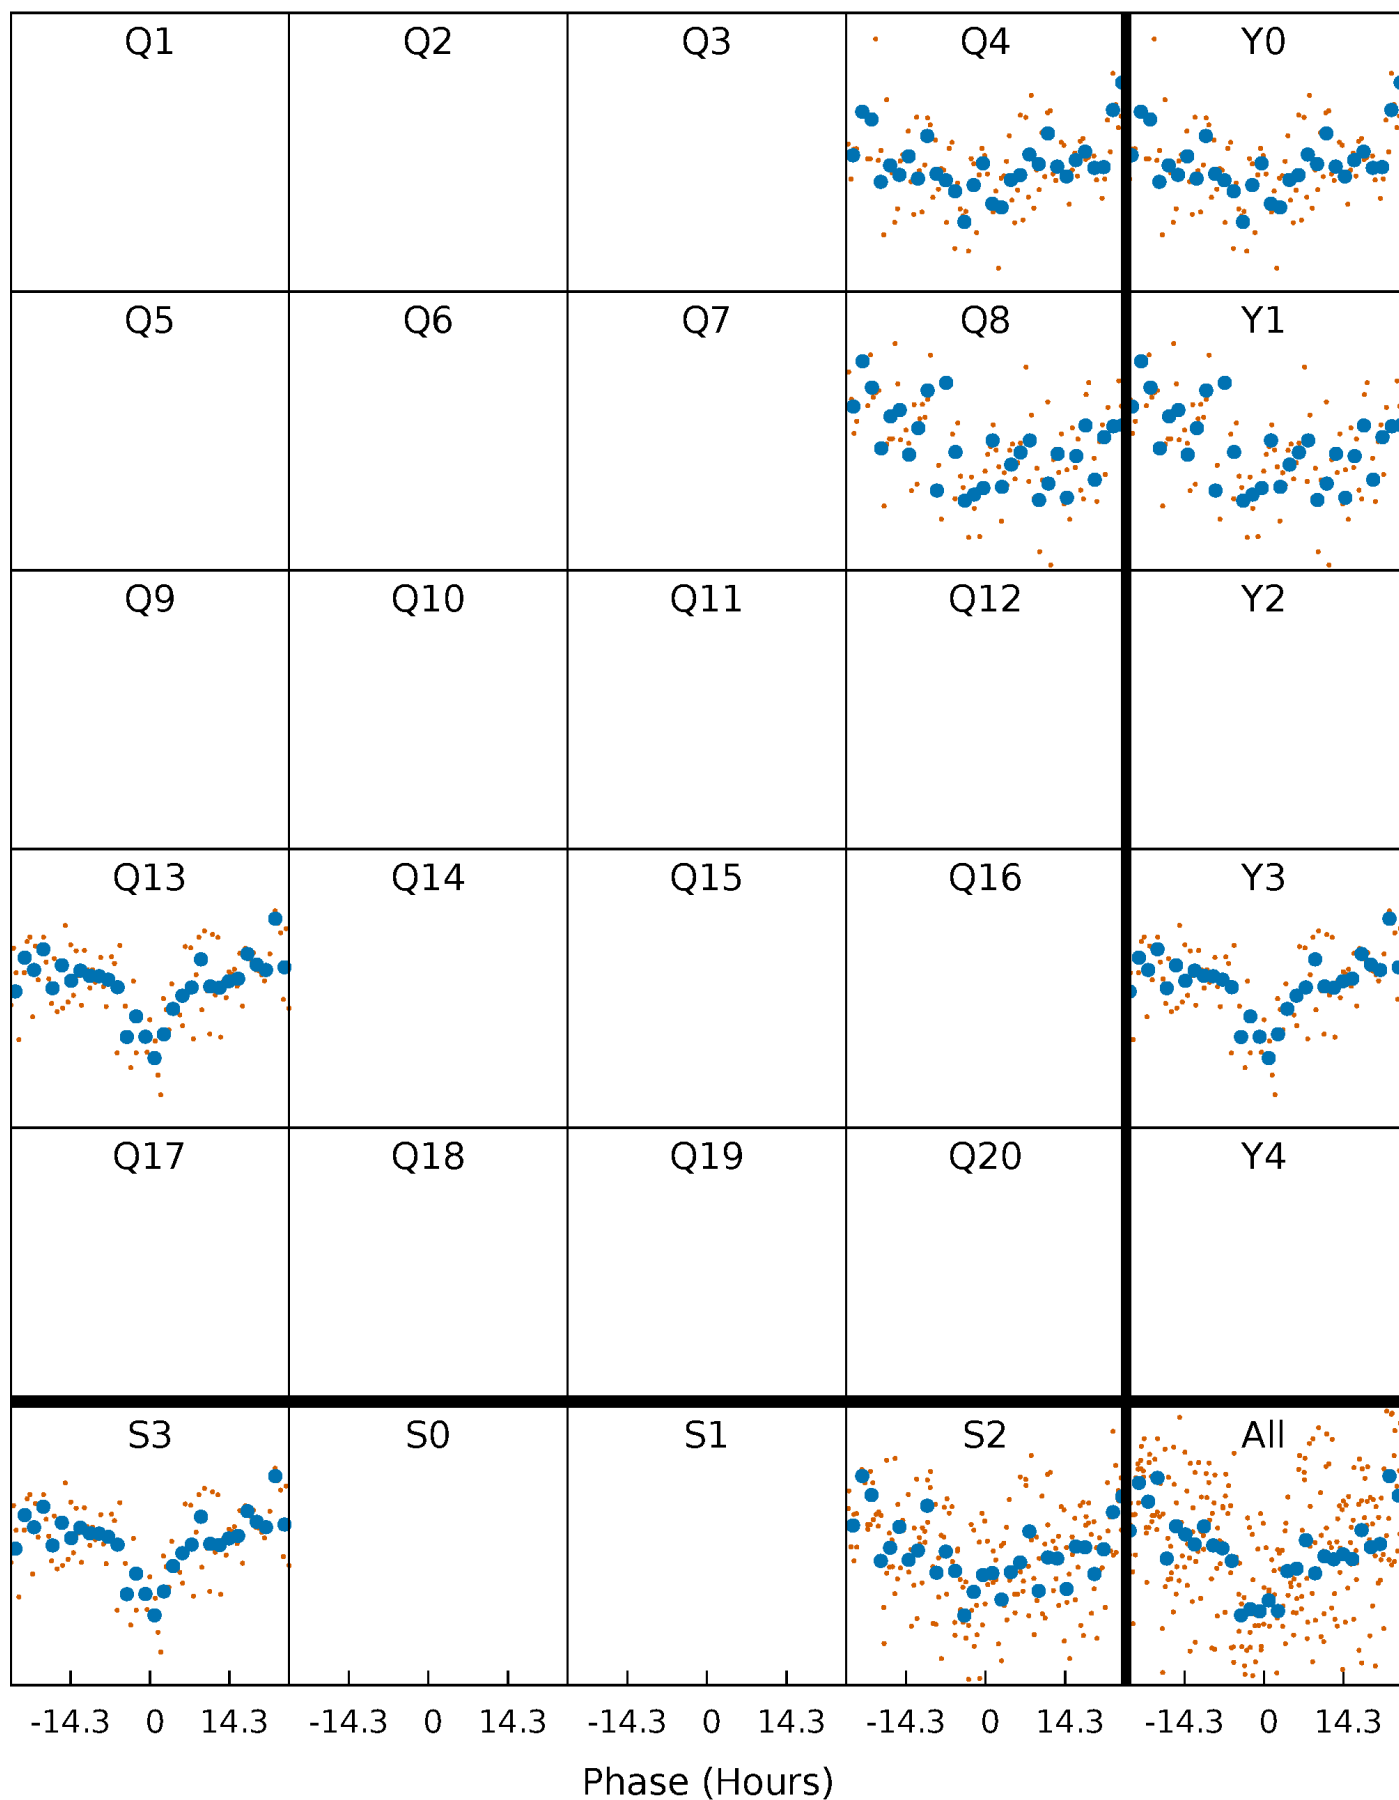 Q1 Q2 Q3 Q4 Y0
Q5 Q6 Q7 Q8 Y1
Q9 Q10 Q11 Q12 Y2
Q13 Q14 Q15 Q16 Y3
Q17 Q18 Q19 Q20 Y4
S3 S0 S1 S2 All
-14.3 0 14.3 -14.3 0 14.3 -14.3 0 14.3 -14.3 0 14.3 -14.3 0 14.3
Phase (Hours)